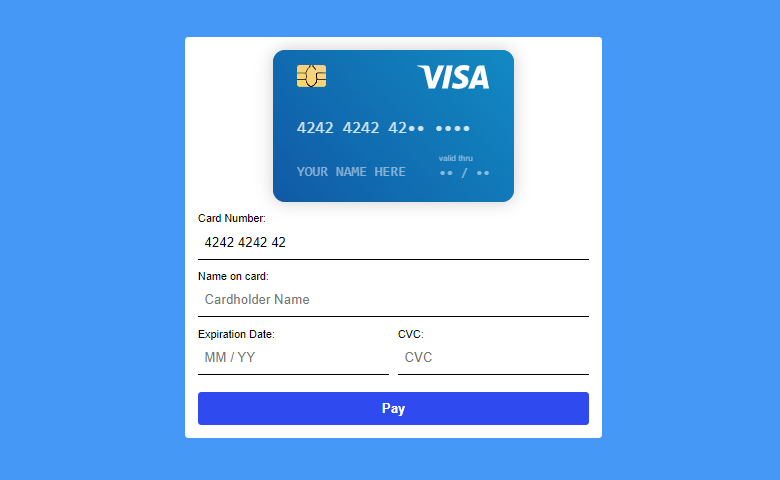 VISA
4242 4242 42•• ••••
valid thru
YOUR NAME HERE •• / ••
Card Number:
4242 4242 42
Name on card:
Cardholder Name
Expiration Date: CVC:
MM / YY CVC
Pay